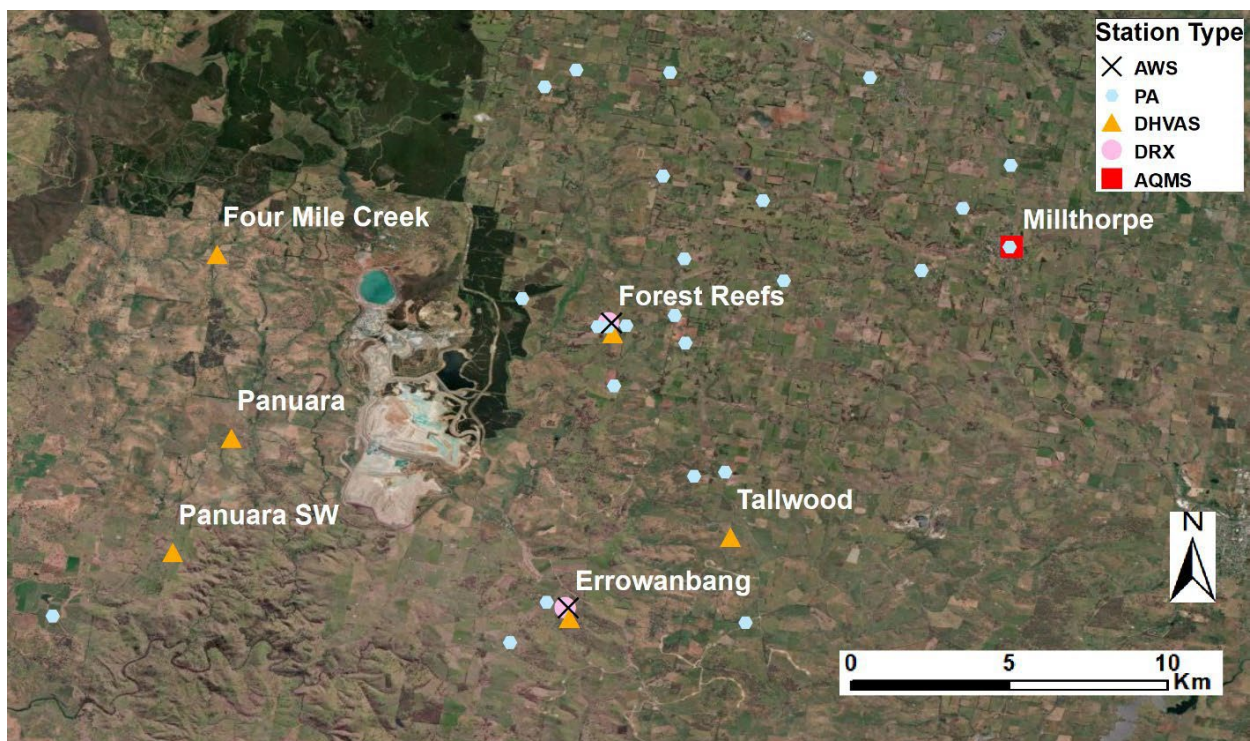 Station Type
AWS
PA
DHVAS
DRX
AQMS
Four Mile Creek
Millthorpe
Forest Reefs
Panuara
Tallwood
Panuara SW
Errowanbang
N
0 5 10
Km